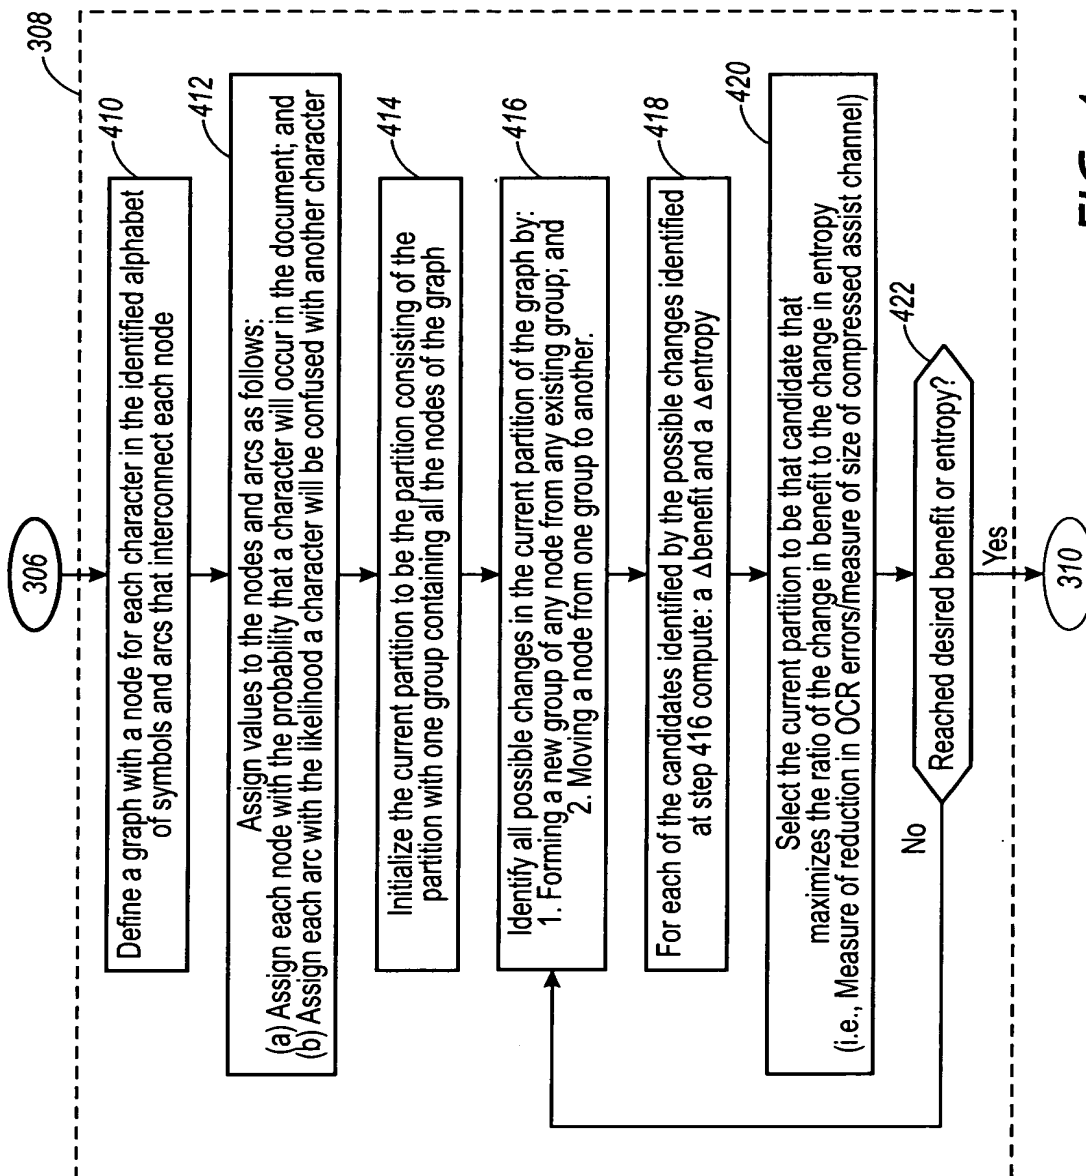 306
308
410
Define a graph with a node for each character in the identified alphabet
of symbols and arcs that interconnect each node
412
Assign values to the nodes and arcs as follows:
(a) Assign each node with the probability that a character will occur in the document; and
(b) Assign each arc with the likelihood a character will be confused with another character
414
Initialize the current partition to be the partition consisting of the
partition with one group containing all the nodes of the graph
416
Identify all possible changes in the current partition of the graph by:
1. Forming a new group of any node from any existing group; and
2. Moving a node from one group to another.
418
For each of the candidates identified by the possible changes identified
at step 416 compute: a Δbenefit and a Δentropy
420
Select the current partition to be that candidate that
maximizes the ratio of the change in benefit to the change in entropy
(i.e., Measure of reduction in OCR errors/measure of size of compressed assist channel)
422
Reached desired benefit or entropy?
No
Yes
310
FIG.